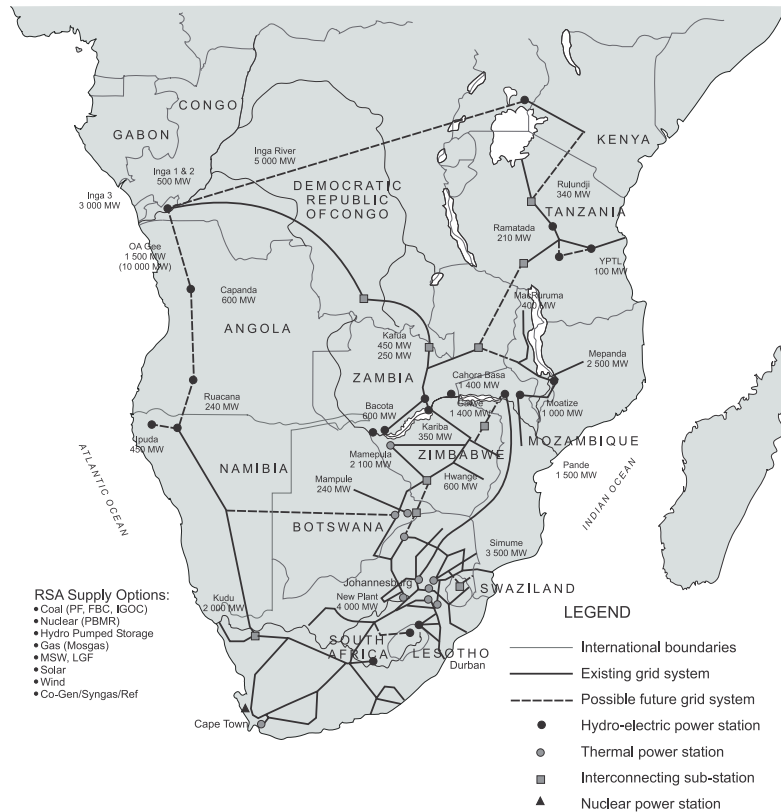 CONGO
GABON
KENYA
Inga River
5 000 MW
Inga 1 & 2
500 MW
DEMOCRATIC
REPUBLIC
OF CONGO
Inga 3
3 000 MW
Rulundji
340 MW
TANZANIA
Ramatada
210 MW
OA Gee
1 500 MW
(10 000 MW)
YPTL
100 MW
Capanda
600 MW
MacRuruma
400 MW
ANGOLA
Kafua
450 MW
250 MW
Mepanda
2 500 MW
Cahora Basa
1 400 MW
ZAMBIA
Ruacana
240 MW
Bacota
600 MW
1 400 MW
Moatize
1 000 MW
Kariba
350 MW
MOZAMBIQUE
Ipuda
450 MW
Mamepula
2 100 MW
ZIMBABWE
NAMIBIA
Hwange
600 MW
Pande
1 500 MW
Mampule
240 MW
ATLANTIC OCEAN
INDIAN OCEAN
BOTSWANA
Simume
3 500 MW
Johannesburg
SWAZILAND
New Plant
4 000 MW
Kudu
2 000 MW
SOUTH
AFRICA
LESOTHO
Durban
Cape Town
RSA Supply Options:
Coal (PF, FBC, IGOC)
Nuclear (PBMR)
Hydro Pumped Storage
Gas (Mosgas)
MSW, LGF
Solar
Wind
Co-Gen/Syngas/Ref
LEGEND
International boundaries
Existing grid system
Possible future grid system
Hydro-electric power station
Thermal power station
Interconnecting sub-station
Nuclear power station